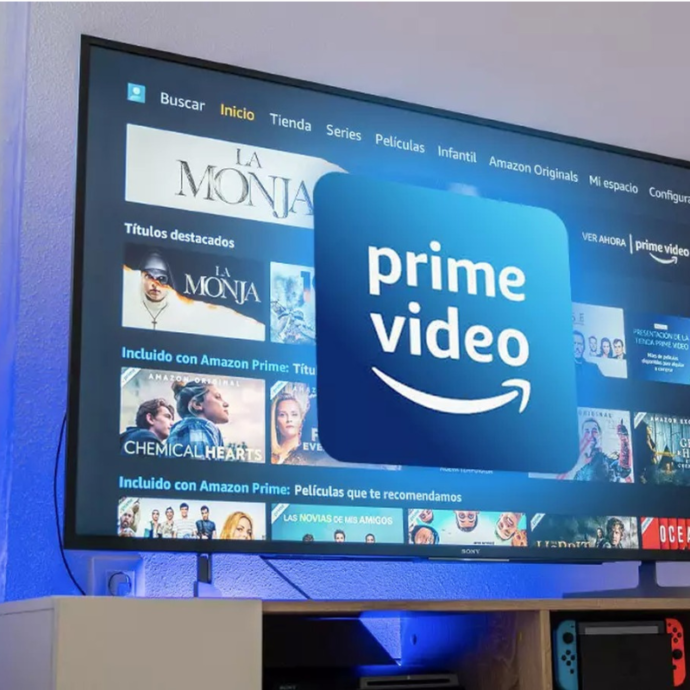 Buscar Inicio Tienda Series Películas Infantil Amazon Originals Mi espacio
LA
MONJA
VER AHORA | prime video
Títulos destacados
LA
MONJA
prime
video
PRESENTACIÓN DE LA
TIENDA PRIME VIDEO
Incluido con Amazon Prime:
AMAZON ORIGINAL
CHEMICAL HEARTS
Incluido con Amazon Prime: Películas que te recomendamos
LAS NOVIAS DE MIS AMIGOS
SONY